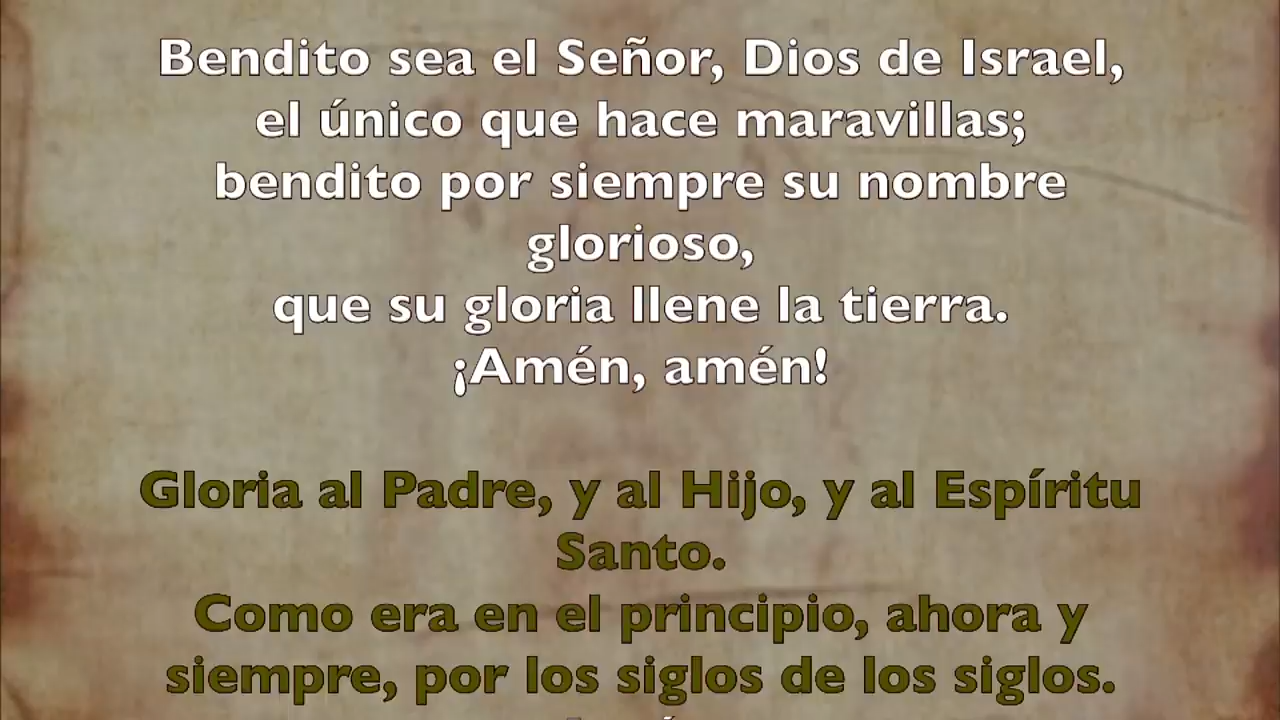 Bendito sea el Señor, Dios de Israel,
el único que hace maravillas;
bendito por siempre su nombre
glorioso,
que su gloria llene la tierra.
¡Amén, amén!
Gloria al Padre, y al Hijo, y al Espíritu
Santo.
Como era en el principio, ahora y
siempre, por los siglos de los siglos.